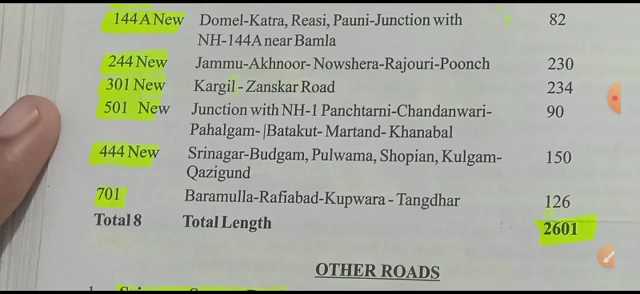 144A New Domel-Katra, Reasi, Pauni-Junction with 82
NH-144A near Bamla
244 New Jammu-Akhnoor- Nowshera-Rajouri-Poonch 230
301 New Kargil - Zanskar Road 234
501 New Junction with NH-1 Panchtarni-Chandanwari- 90
Pahalgam- |Batakut- Martand- Khanabal
444 New Srinagar-Budgam, Pulwama, Shopian, Kulgam- 150
Qazigund
701 Baramulla-Rafiabad-Kupwara - Tangdhar 126
Total 8 Total Length 2601
OTHER ROADS